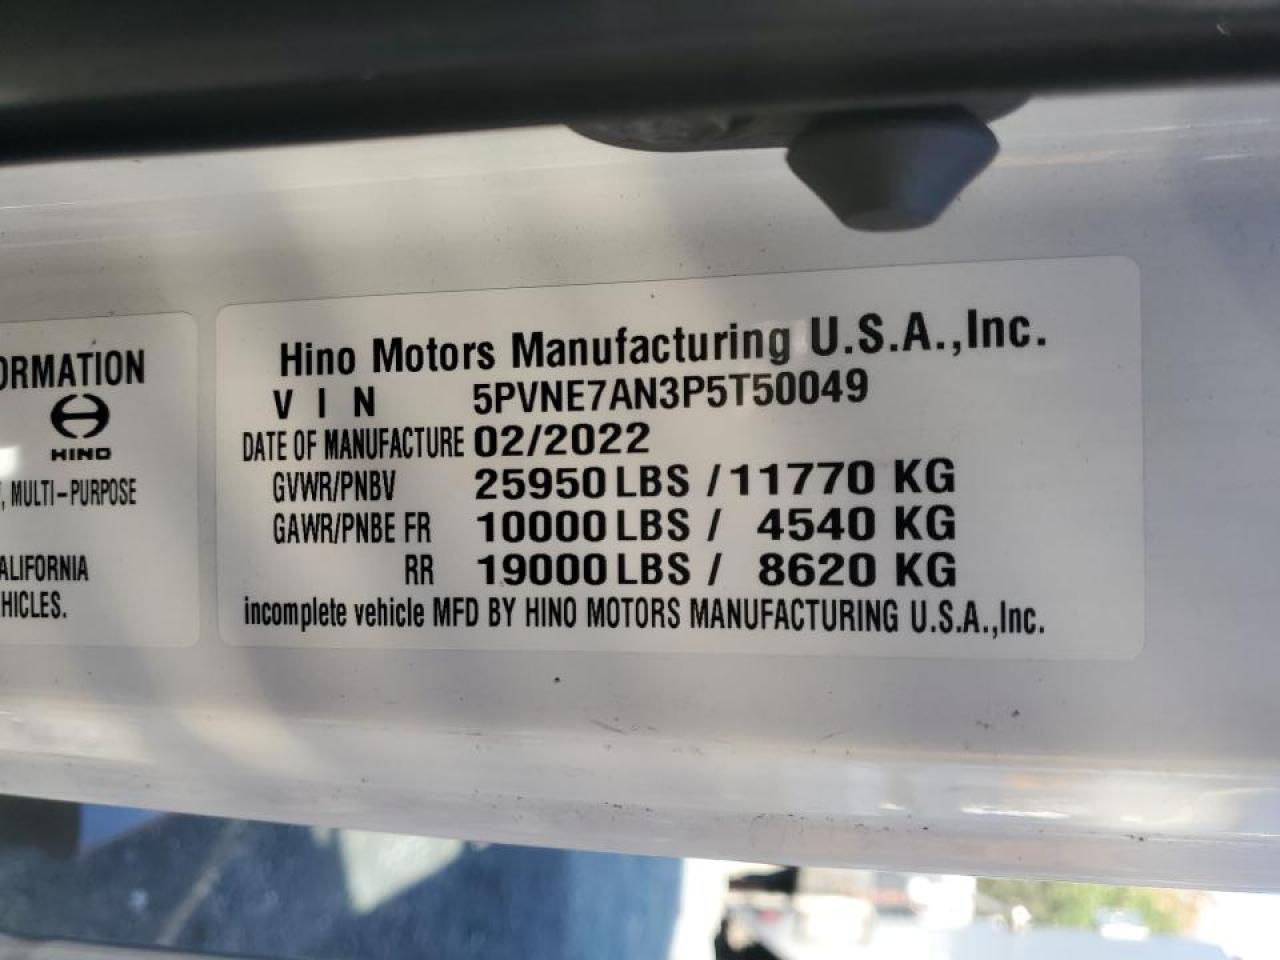 ORMATION
HINO
, MULTI-PURPOSE
ALIFORNIA
HICLES.
Hino Motors Manufacturing U.S.A.,Inc.
V I N 5PVNE7AN3P5T50049
DATE OF MANUFACTURE 02/2022
GVWR/PNBV 25950 LBS / 11770 KG
GAWR/PNBE FR 10000 LBS / 4540 KG
RR 19000 LBS / 8620 KG
incomplete vehicle MFD BY HINO MOTORS MANUFACTURING U.S.A.,Inc.